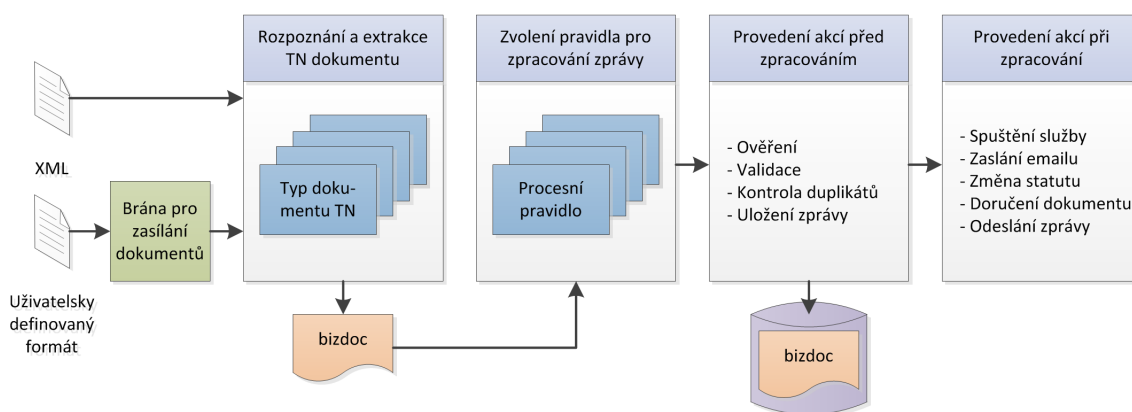 Rozpoznání a extrakce
TN dokumentu
Zvolení pravidla pro
zpracování zprávy
Provedení akcí před
zpracováním
Provedení akcí při
zpracování
XML
Brána pro
zasílání
dokumentů
Uživatelsky
definovaný
formát
Typ doku-
mentu TN
Procesní
pravidlo
- Ověření
- Validace
- Kontrola duplikátů
- Uložení zprávy
- Spuštění služby
- Zaslání emailu
- Změna statutu
- Doručení dokumentu
- Odeslání zprávy
bizdoc
bizdoc